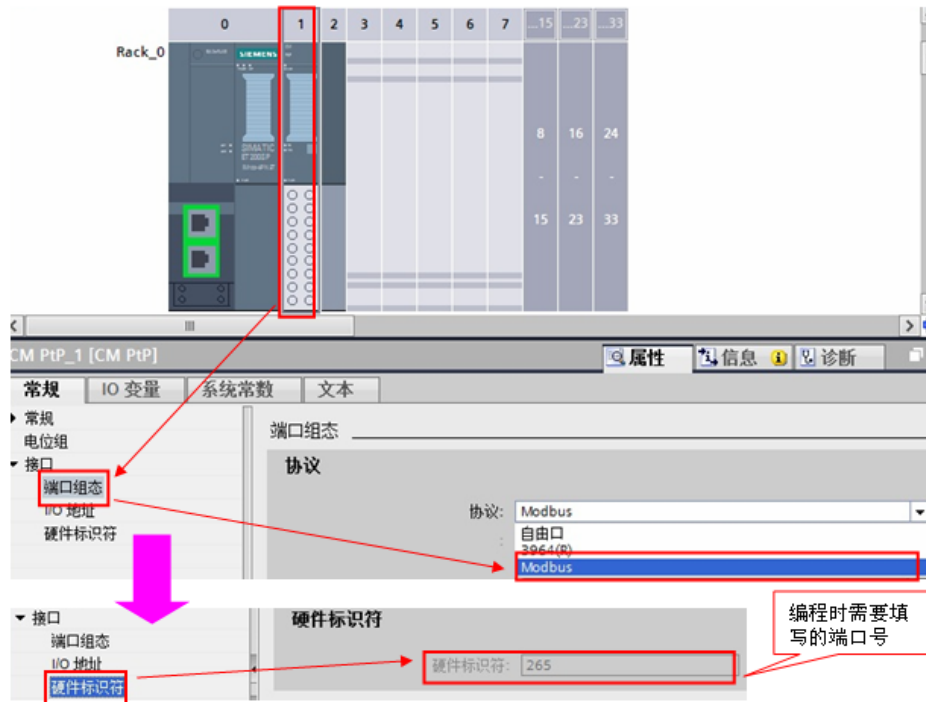 0 1 2 3 4 5 6 7 ...15 ...23 ...33
Rack_0
SIEMENS
8 16 24
- - -
15 23 33
SIMATIC
ET 200SP
CM PtP_1 [CM PtP]
属性 信息 诊断
常规 IO 变量 系统常数 文本
常规
电位组
接口
端口组态
I/O 地址
硬件标识符
端口组态
协议
协议: Modbus
自由口
3964(R)
Modbus
接口
端口组态
I/O 地址
硬件标识符
硬件标识符
硬件标识符: 265
编程时需要填
写的端口号